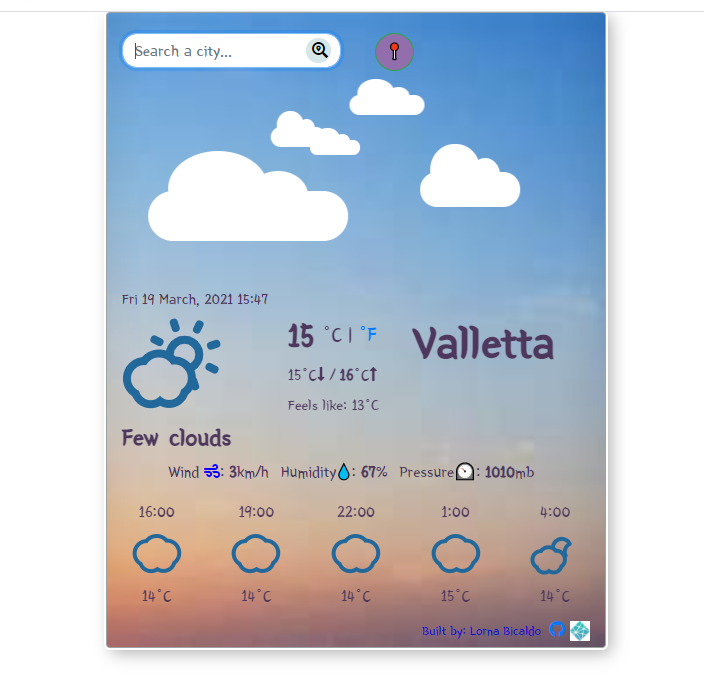 Search a city...
Fri 19 March, 2021 15:47
15 °C | °F
Valletta
15°C / 16°C
Feels like: 13°C
Few clouds
Wind : 3km/h Humidity : 67% Pressure : 1010mb
16:00 19:00 22:00 1:00 4:00
14°C 14°C 14°C 15°C 14°C
Built by: Lorna Bicaldo